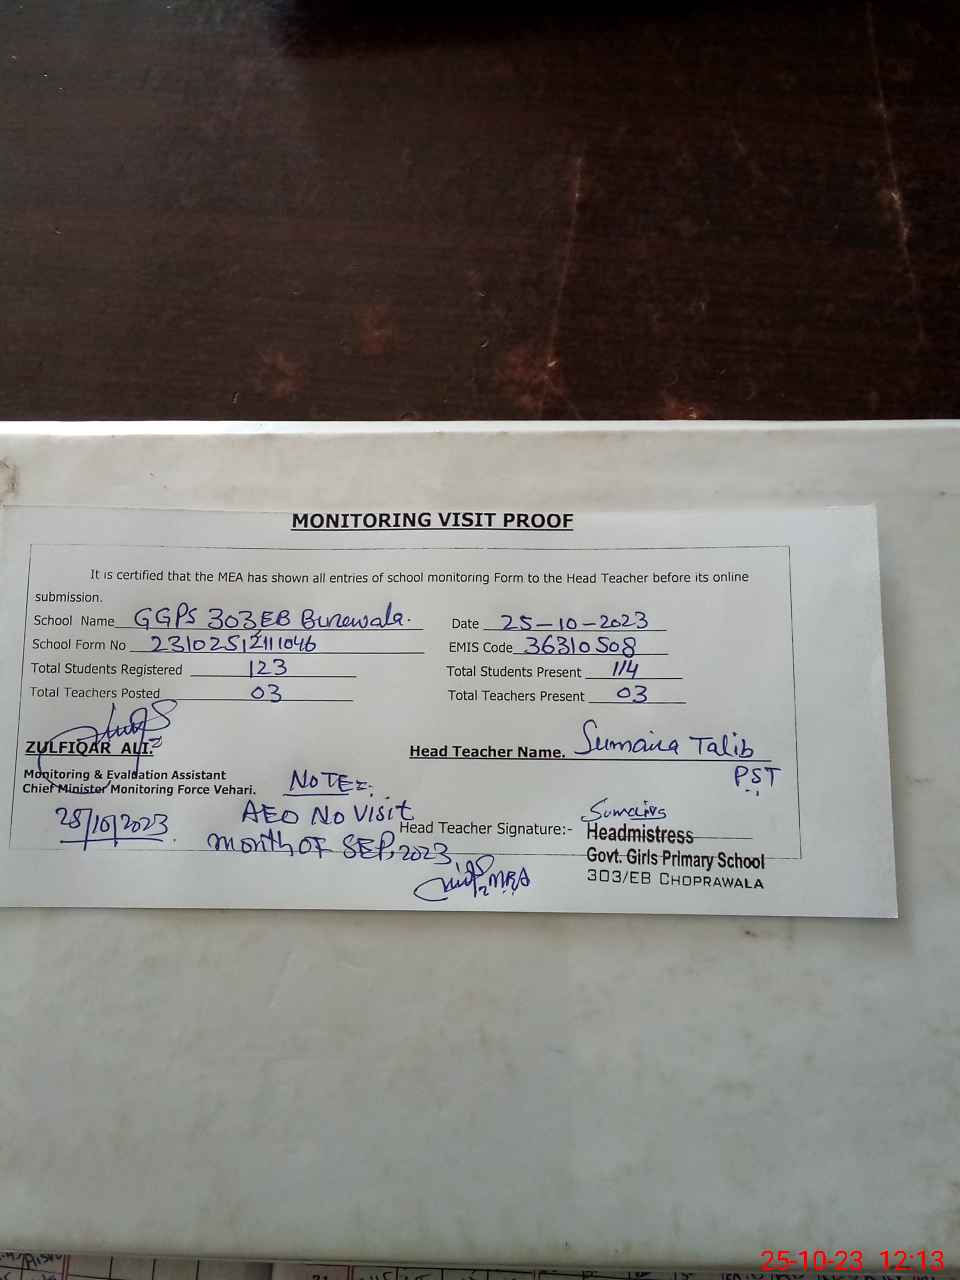 MONITORING VISIT PROOF
It is certified that the MEA has shown all entries of school monitoring Form to the Head Teacher before its online
submission.
School Name GGPS 303EB Burewala. Date 25-10-2023
School Form No 23102512111046 EMIS Code 36310508
Total Students Registered 123 Total Students Present 114
Total Teachers Posted 03 Total Teachers Present 03
ZULFIQAR ALI. Head Teacher Name. Sumaira Talib
PST
Monitoring & Evaluation Assistant
Chief Minister Monitoring Force Vehari. NOTE:
25/10/2023 AEO No Visit
month OF SEP, 2023
Head Teacher Signature:- Sumaira
Headmistress
Govt. Girls Primary School
303/EB CHOPRAWALA
25-10-23 12:13